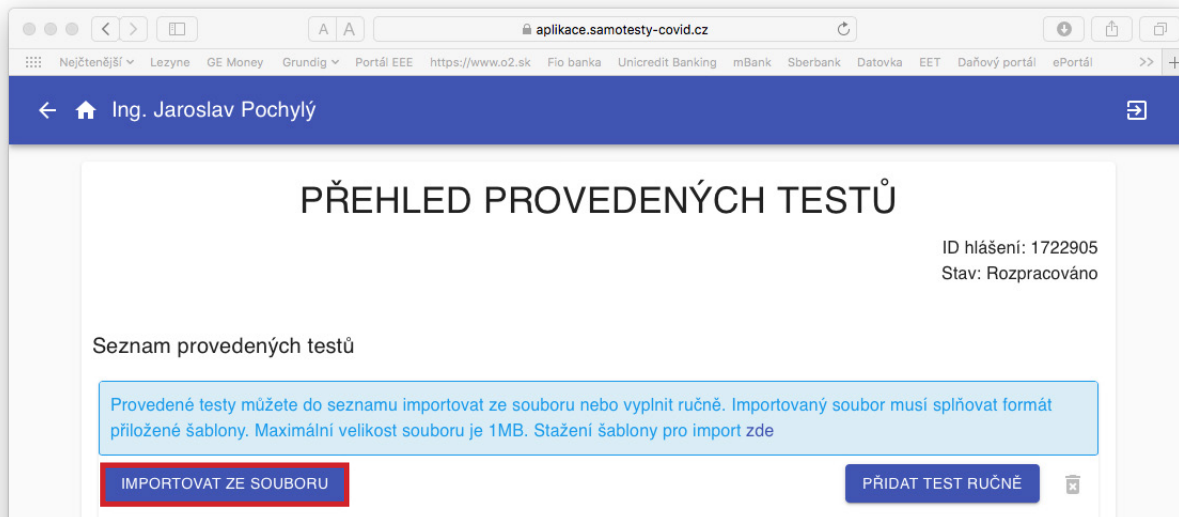 A A
aplikace.samotesty-covid.cz
Nejčtenější Lezyne GE Money Grundig Portál EEE https://www.o2.sk Fio banka Unicredit Banking mBank Sberbank Datovka EET Daňový portál ePortál >> +
Ing. Jaroslav Pochylý
PŘEHLED PROVEDENÝCH TESTŮ
ID hlášení: 1722905
Stav: Rozpracováno
Seznam provedených testů
Provedené testy můžete do seznamu importovat ze souboru nebo vyplnit ručně. Importovaný soubor musí splňovat formát
přiložené šablony. Maximální velikost souboru je 1MB. Stažení šablony pro import zde
IMPORTOVAT ZE SOUBORU PŘIDAT TEST RUČNĚ